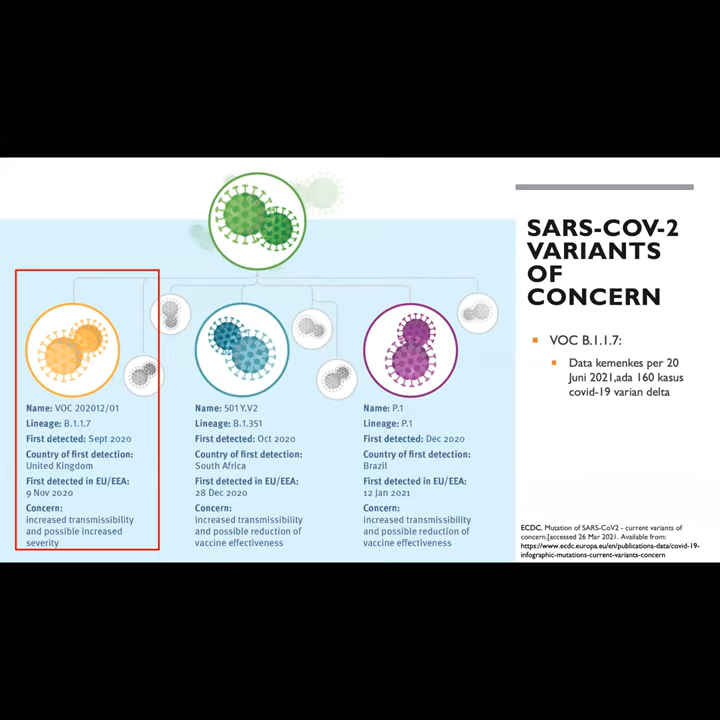 SARS-COV-2
VARIANTS
OF
CONCERN
VOC B.1.1.7:
Data kemenkes per 20
Juni 2021,ada 160 kasus
covid-19 varian delta
Name: VOC 202012/01
Lineage: B.1.1.7
First detected: Sept 2020
Country of first detection:
United Kingdom
First detected in EU/EEA:
9 Nov 2020
Concern:
increased transmissibility
and possible increased
severity
Name: 501Y.V2
Lineage: B.1.351
First detected: Oct 2020
Country of first detection:
South Africa
First detected in EU/EEA:
28 Dec 2020
Concern:
increased transmissibility
and possible reduction of
vaccine effectiveness
Name: P.1
Lineage: P.1
First detected: Dec 2020
Country of first detection:
Brazil
First detected in EU/EEA:
12 Jan 2021
Concern:
increased transmissibility
and possible reduction of
vaccine effectiveness
ECDC. Mutation of SARS-CoV2 - current variants of
concern.[accessed 26 Mar 2021. Available from:
https://www.ecdc.europa.eu/en/publications-data/covid-19-
infographic-mutations-current-variants-concern